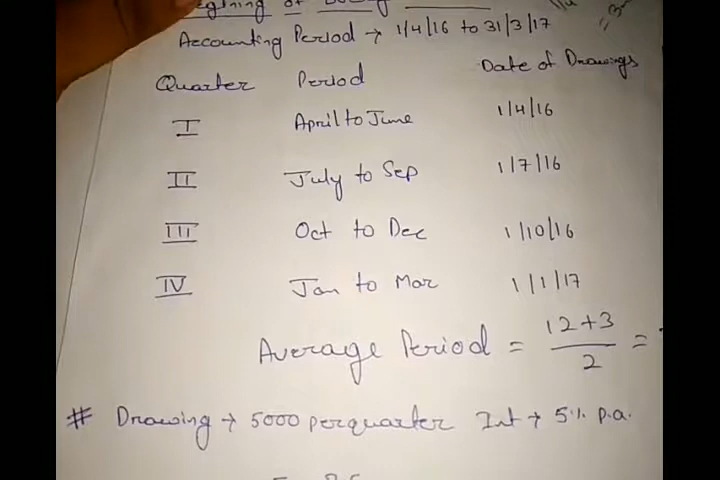 of
Accounting Period → 1/4/16 to 31/3/17
Quarter Period Date of Drawings
I April to June 1/4/16
II July to Sep 1/7/16
III Oct to Dec 1/10/16
IV Jan to Mar 1/1/17
Average Period = 12+3 / 2 =
# Drawing → 5000 perquarter Int → 5% p.a.